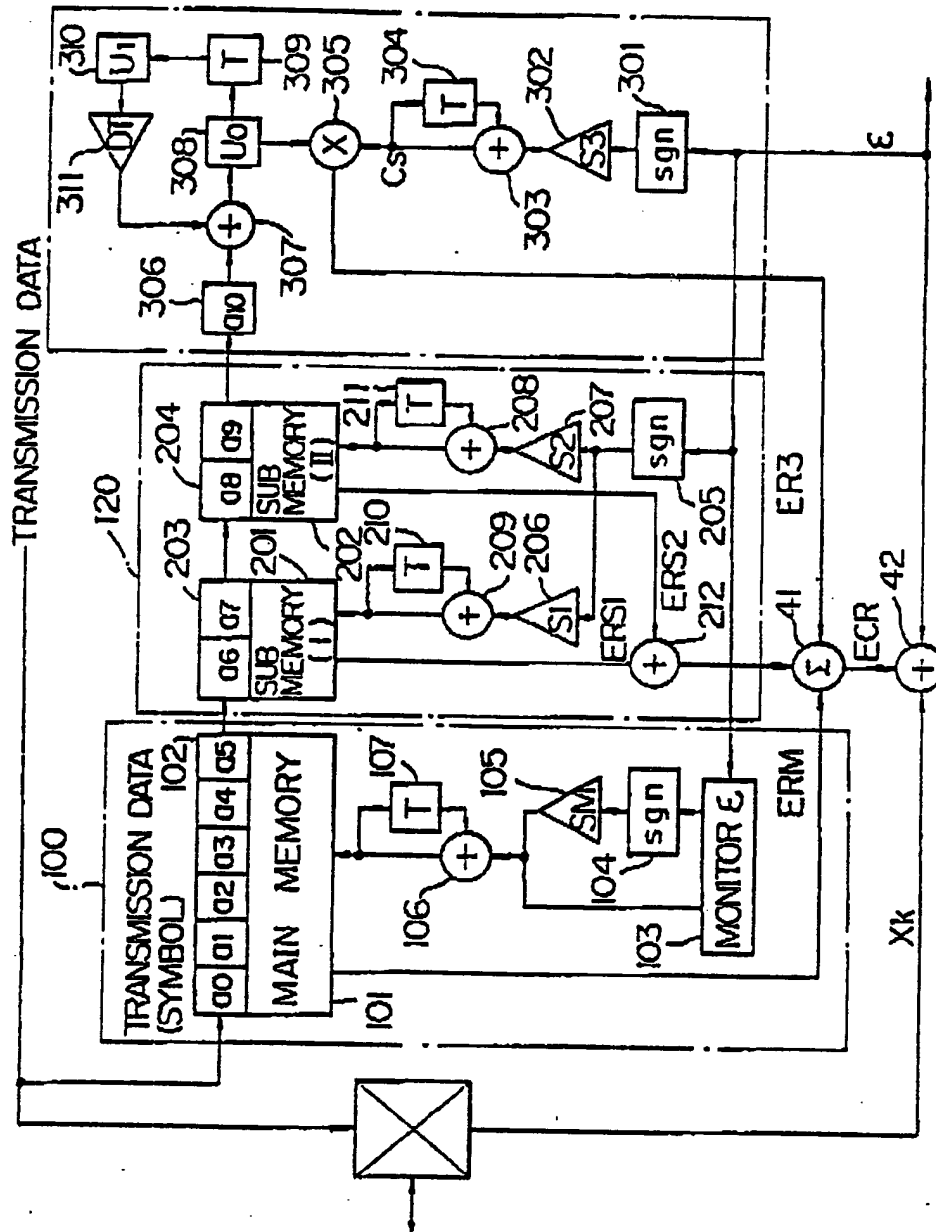 TRANSMISSION DATA
100
TRANSMISSION DATA
(SYMBOL)
102
a0 a1 a2 a3 a4 a5
MAIN MEMORY
101
107
T
+
106
105
SM
sgn
104
MONITOR ε
103
ERM
120
203
a6 a7
SUB
MEMORY
(I)
201
204
a8 a9
SUB
MEMORY
(II)
202
210
T
+
209
S1
206
211
T
+
208
S2
207
sgn
205
ERS1
ERS2
+
212
306
a10
+
307
311
DT
310
U1
308
U0
T
309
X
305
Cs
304
T
+
303
302
S3
301
sgn
ER3
Σ
41
ECR
+
42
Xk
ε